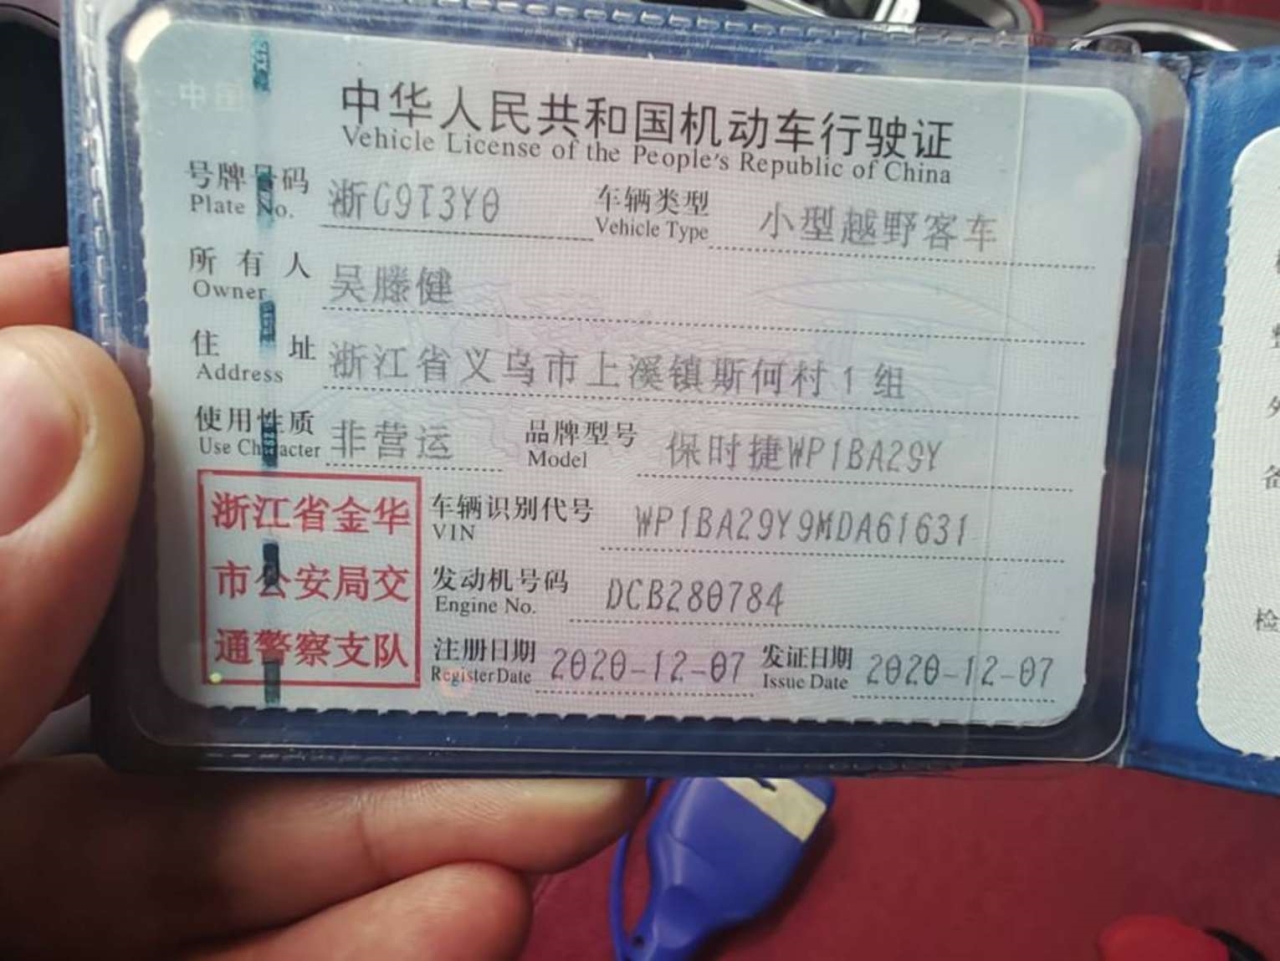 中国
中华人民共和国机动车行驶证
Vehicle License of the People's Republic of China
号牌号码 浙G9T3Y0 车辆类型 小型越野客车
Plate No. Vehicle Type
所有人 吴滕健
Owner
住址 浙江省义乌市上溪镇斯何村1组
Address
使用性质 非营运 品牌型号 保时捷WP1BA29Y
Use Character Model
浙江省金华
市公安局交
通警察支队
车辆识别代号 WP1BA29Y9MDA61631
VIN
发动机号码 DCB280784
Engine No.
注册日期 2020-12-07 发证日期 2020-12-07
Register Date Issue Date
检